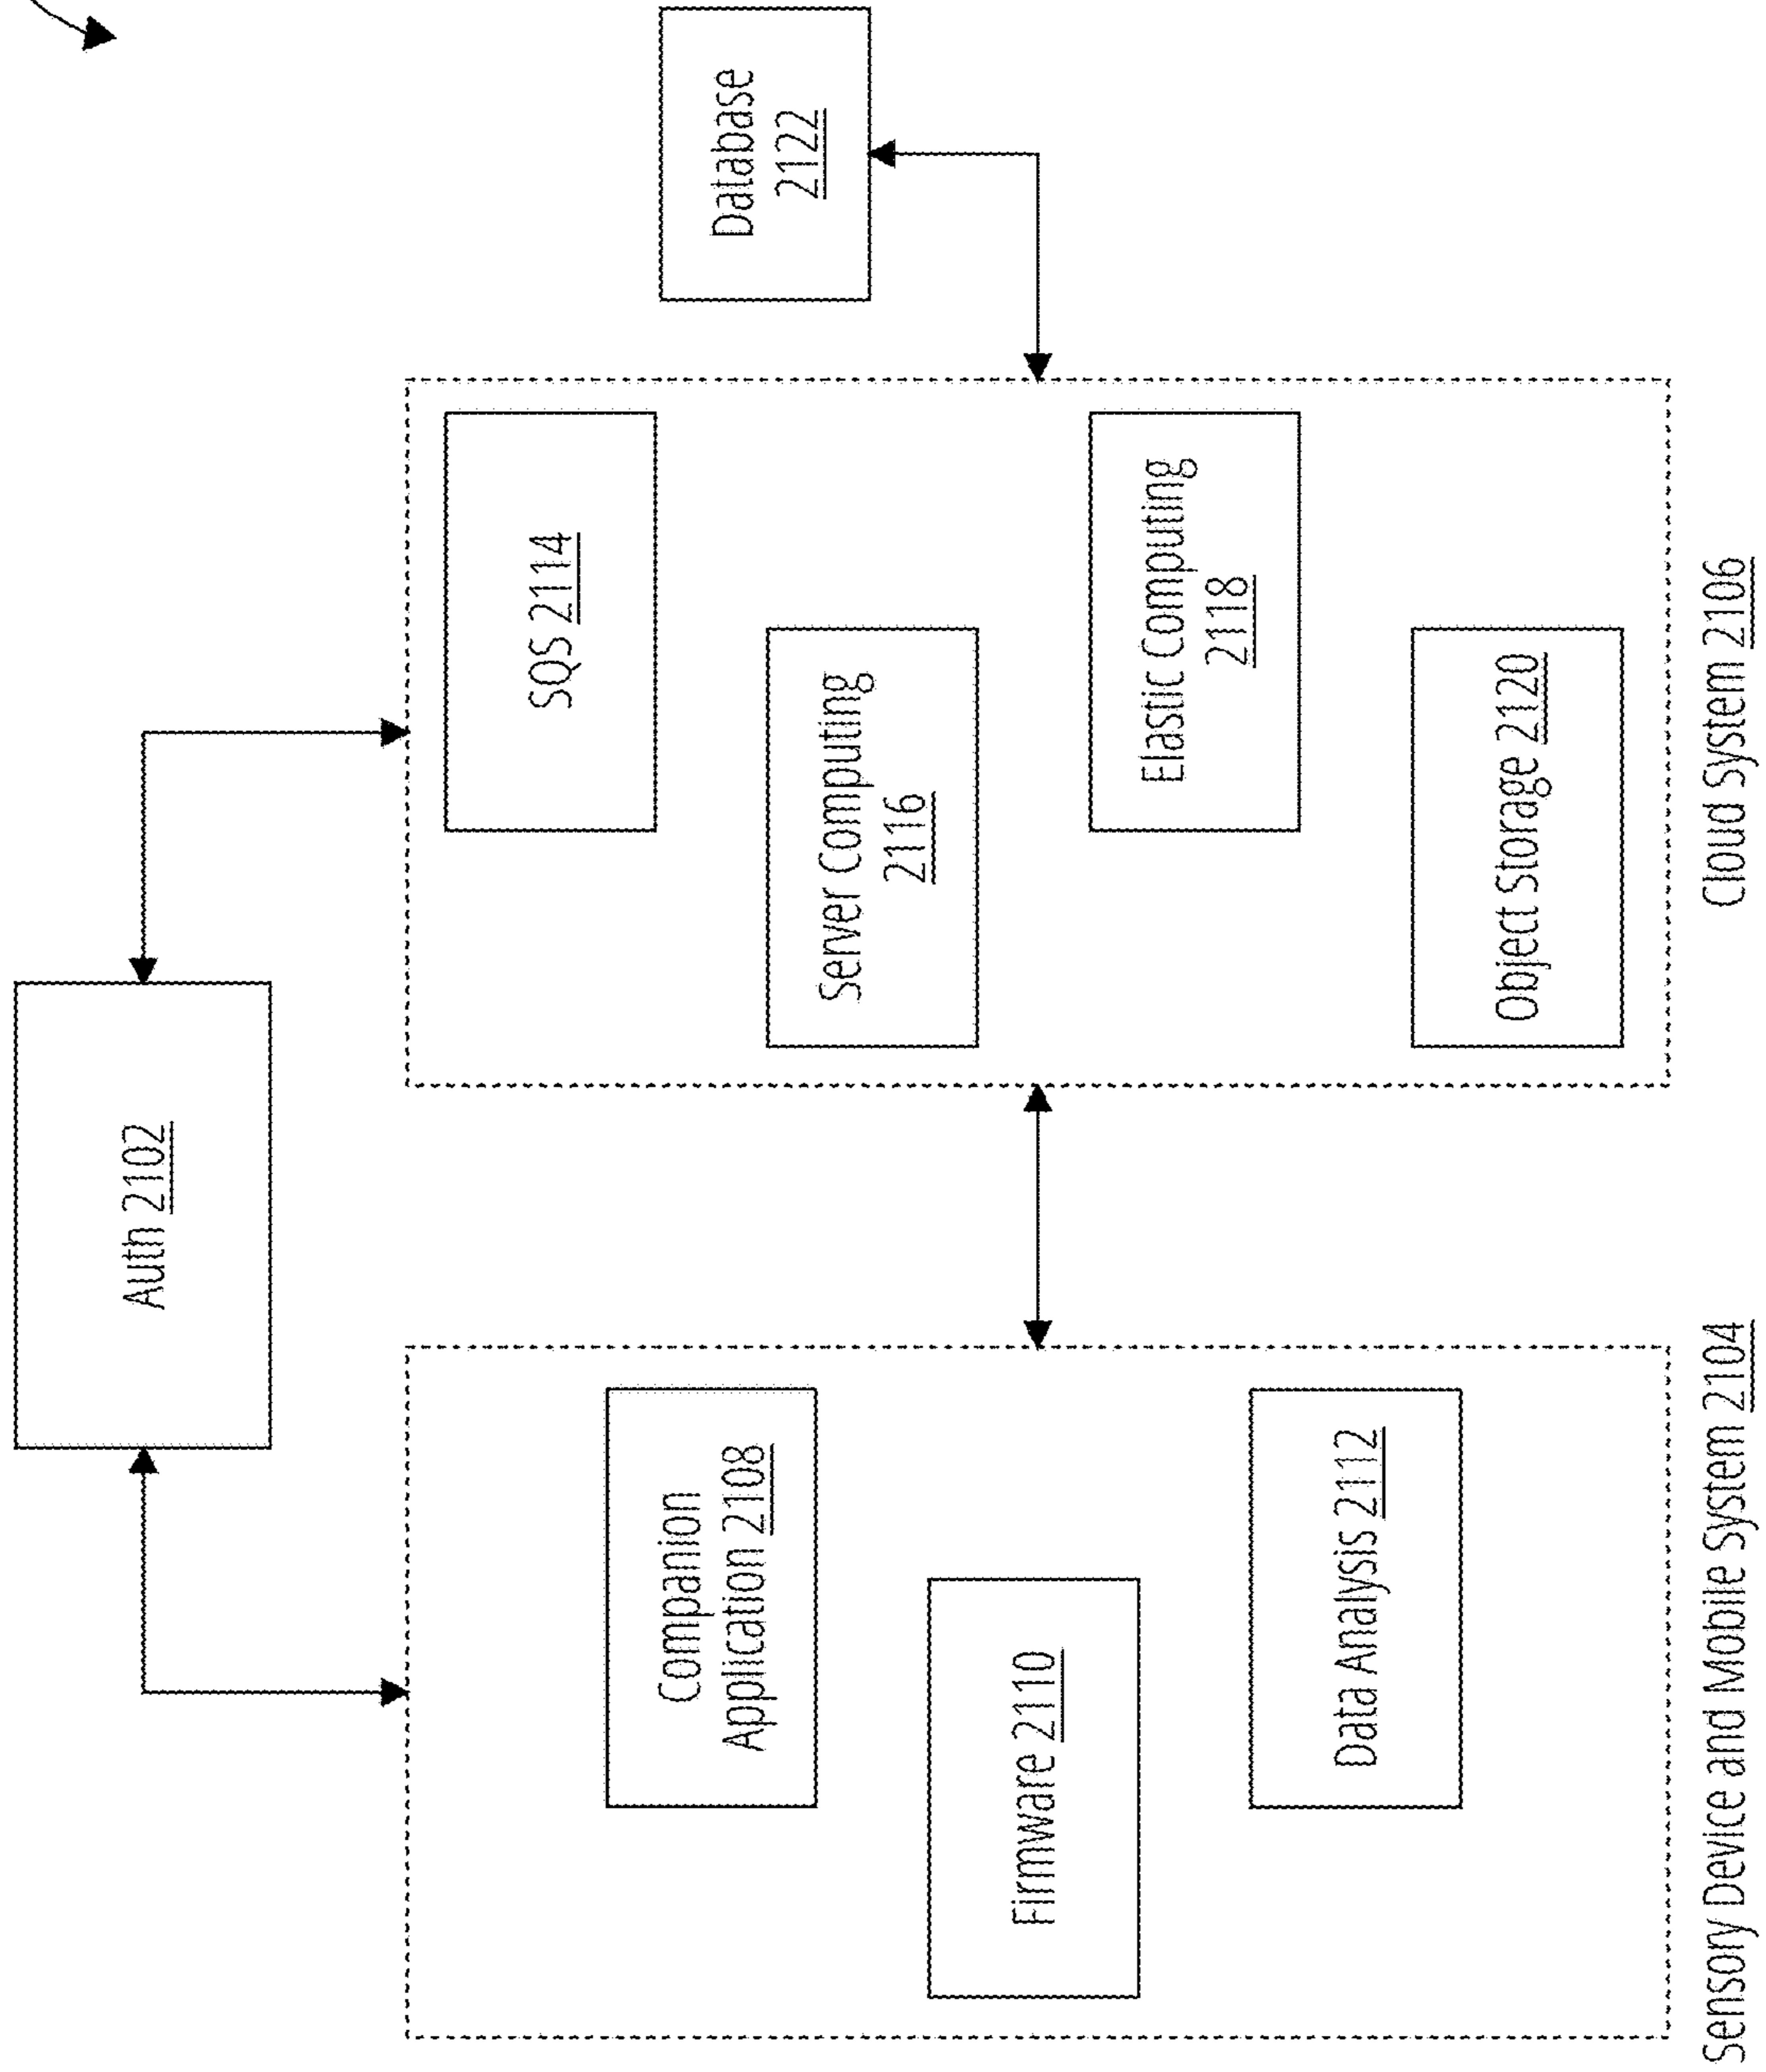 Auth 2102
Companion
Application 2108
Firmware 2110
Data Analysis 2112
Sensory Device and Mobile System 2104
SQS 2114
Server Computing
2116
Elastic Computing
2118
Object Storage 2120
Cloud System 2106
Database
2122